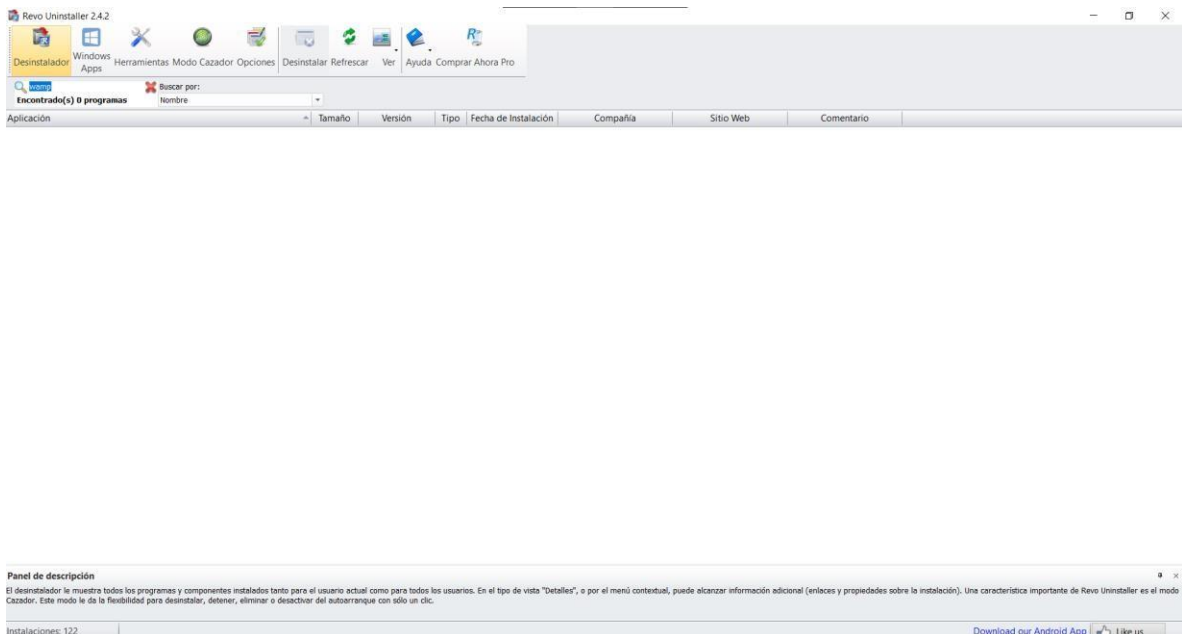 Revo Uninstaller 2.4.2
Desinstalador
Windows Apps
Herramientas
Modo Cazador
Opciones
Desinstalar
Refrescar
Ver
Ayuda
Comprar Ahora Pro
wamp
Buscar por:
Encontrado(s) 0 programas
Nombre
Aplicación
Tamaño
Versión
Tipo
Fecha de Instalación
Compañía
Sitio Web
Comentario
Panel de descripción
El desinstalador le muestra todos los programas y componentes instalados tanto para el usuario actual como para todos los usuarios. En el tipo de vista "Detalles", o por el menú contextual, puede alcanzar información adicional (enlaces y propiedades sobre la instalación). Una característica importante de Revo Uninstaller es el modo
Cazador. Este modo le da la flexibilidad para desinstalar, detener, eliminar o desactivar del autoarranque con sólo un clic.
Instalaciones: 122
Download our Android App
Like us